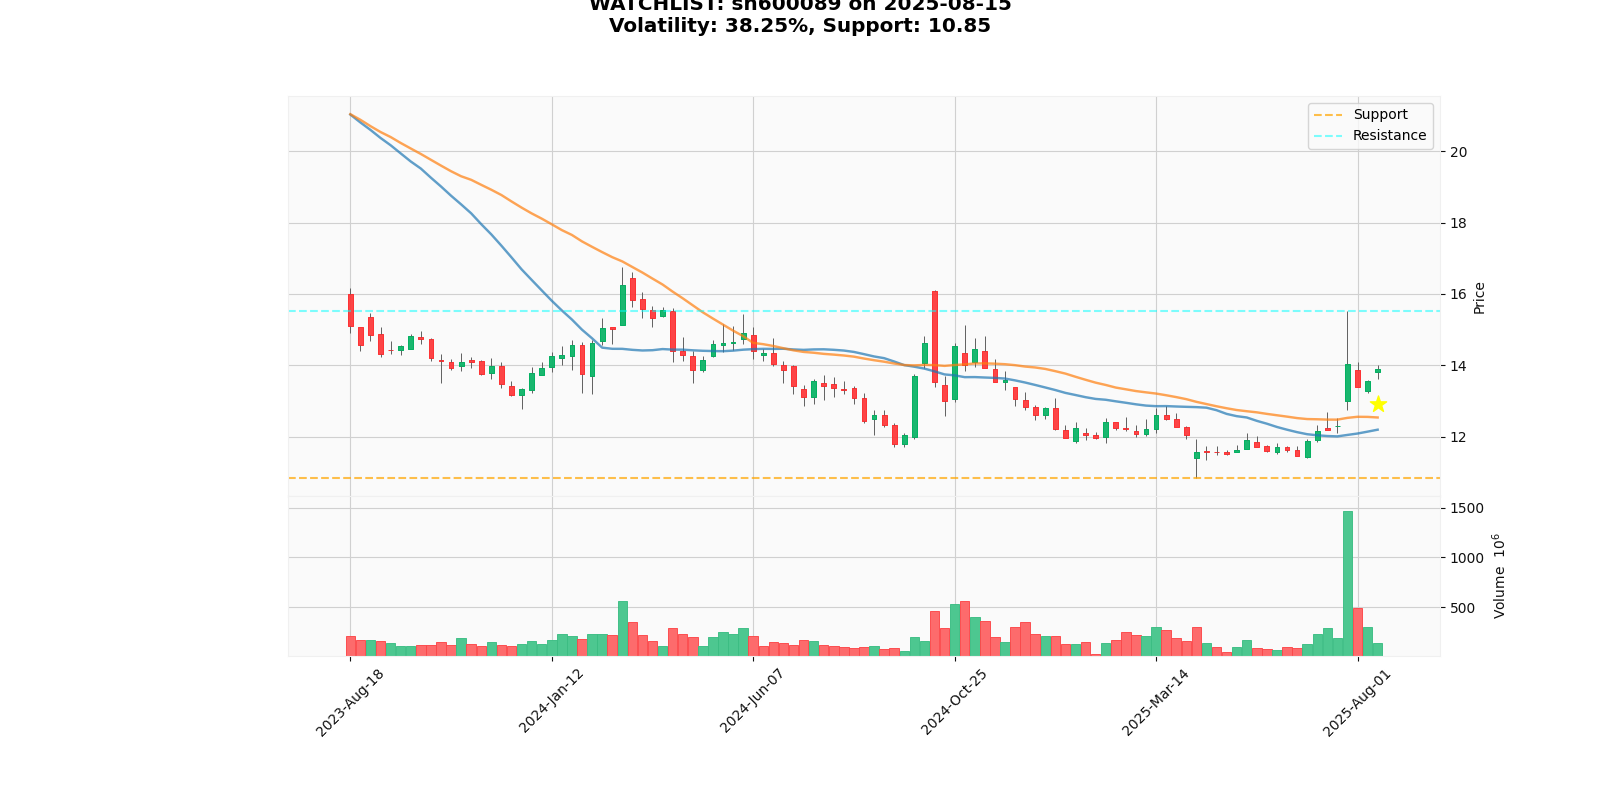 WATCHLIST: sh600089 on 2025-08-15
Volatility: 38.25%, Support: 10.85
Support
Resistance
20
18
16
14
12
Price
1500
1000
500
Volume 10^6
2023-Aug-18
2024-Jan-12
2024-Jun-07
2024-Oct-25
2025-Mar-14
2025-Aug-01